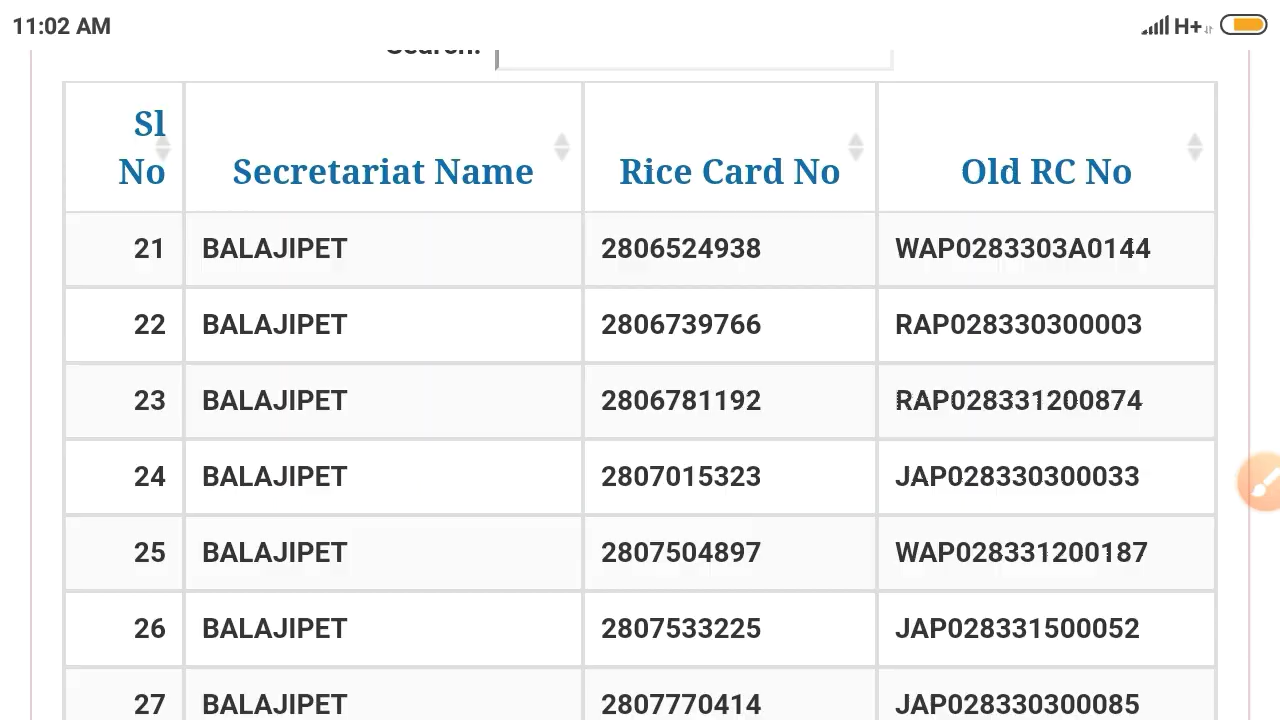 11:02 AM H+
Search:
Sl No Secretariat Name Rice Card No Old RC No
21 BALAJIPET 2806524938 WAP0283303A0144
22 BALAJIPET 2806739766 RAP028330300003
23 BALAJIPET 2806781192 RAP028331200874
24 BALAJIPET 2807015323 JAP028330300033
25 BALAJIPET 2807504897 WAP028331200187
26 BALAJIPET 2807533225 JAP028331500052
27 BALAJIPET 2807770414 JAP028330300085